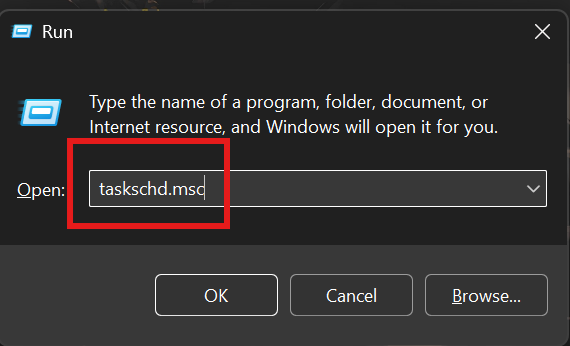 Run
Type the name of a program, folder, document, or
Internet resource, and Windows will open it for you.
Open: taskschd.msc
OK Cancel Browse...